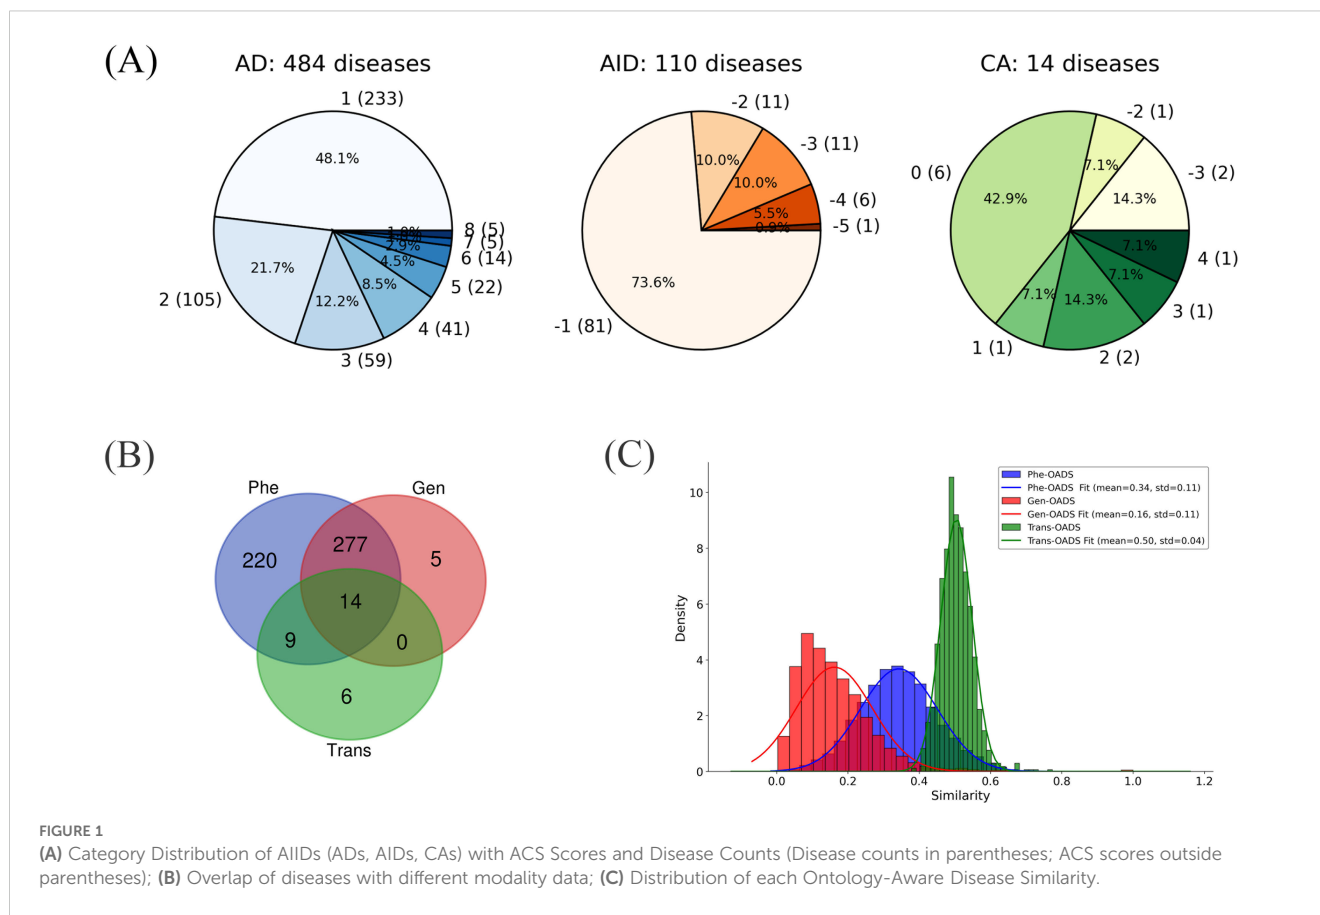 (A)
AD: 484 diseases
1 (233)
48.1%
2 (105)
21.7%
3 (59)
12.2%
4 (41)
8.5%
5 (22)
4.5%
6 (14)
2.9%
7 (5)
8 (5)
1.0%
AID: 110 diseases
-2 (11)
10.0%
-3 (11)
10.0%
-4 (6)
5.5%
-5 (1)
0.9%
-1 (81)
73.6%
CA: 14 diseases
-2 (1)
7.1%
-3 (2)
14.3%
0 (6)
42.9%
1 (1)
7.1%
2 (2)
14.3%
3 (1)
7.1%
4 (1)
7.1%
(B)
Phe
Gen
220
277
5
14
9
0
6
Trans
(C)
Density
10
8
6
4
2
0
0.0
0.2
0.4
0.6
0.8
1.0
1.2
Similarity
Phe-OADS
Phe-OADS Fit (mean=0.34, std=0.11)
Gen-OADS
Gen-OADS Fit (mean=0.16, std=0.11)
Trans-OADS
Trans-OADS Fit (mean=0.50, std=0.04)
FIGURE 1
(A) Category Distribution of AIIDs (ADs, AIDs, CAs) with ACS Scores and Disease Counts (Disease counts in parentheses; ACS scores outside
parentheses); (B) Overlap of diseases with different modality data; (C) Distribution of each Ontology-Aware Disease Similarity.